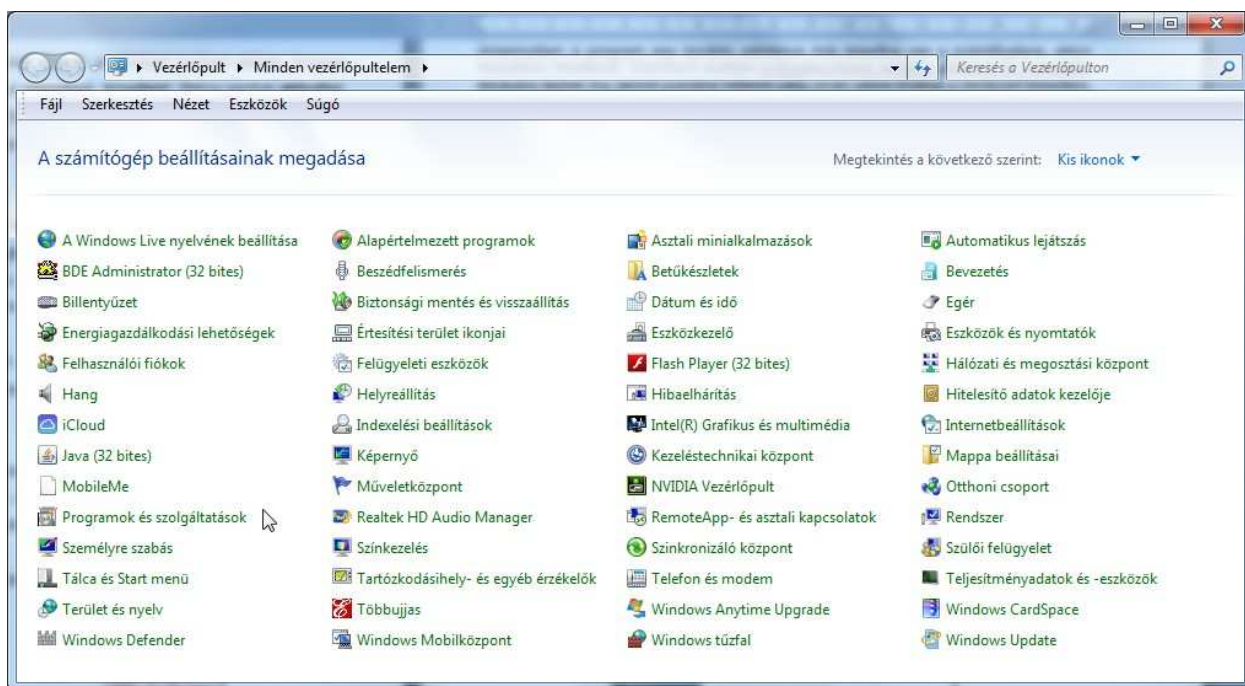 Vezérlőpult ▸ Minden vezérlőpultelem ▸ Keresés a Vezérlőpulton
Fájl Szerkesztés Nézet Eszközök Súgó
A számítógép beállításainak megadása Megtekintés a következő szerint: Kis ikonok
A Windows Live nyelvének beállítása Alapértelmezett programok Asztali minialkalmazások Automatikus lejátszás
BDE Administrator (32 bites) Beszédfelismerés Betűkészletek Bevezetés
Billentyűzet Biztonsági mentés és visszaállítás Dátum és idő Egér
Energiagazdálkodási lehetőségek Értesítési terület ikonjai Eszközkezelő Eszközök és nyomtatók
Felhasználói fiókok Felügyeleti eszközök Flash Player (32 bites) Hálózati és megosztási központ
Hang Helyreállítás Hibaelhárítás Hitelesítő adatok kezelője
iCloud Indexelési beállítások Intel(R) Grafikus és multimédia Internetbeállítások
Java (32 bites) Képernyő Kezeléstechnikai központ Mappa beállításai
MobileMe Műveletközpont NVIDIA Vezérlőpult Otthoni csoport
Programok és szolgáltatások Realtek HD Audio Manager RemoteApp- és asztali kapcsolatok Rendszer
Személyre szabás Színkezelés Szinkronizáló központ Szülői felügyelet
Tálca és Start menü Tartózkodásihely- és egyéb érzékelők Telefon és modem Teljesítményadatok és -eszközök
Terület és nyelv Többujjas Windows Anytime Upgrade Windows CardSpace
Windows Defender Windows Mobilközpont Windows tűzfal Windows Update